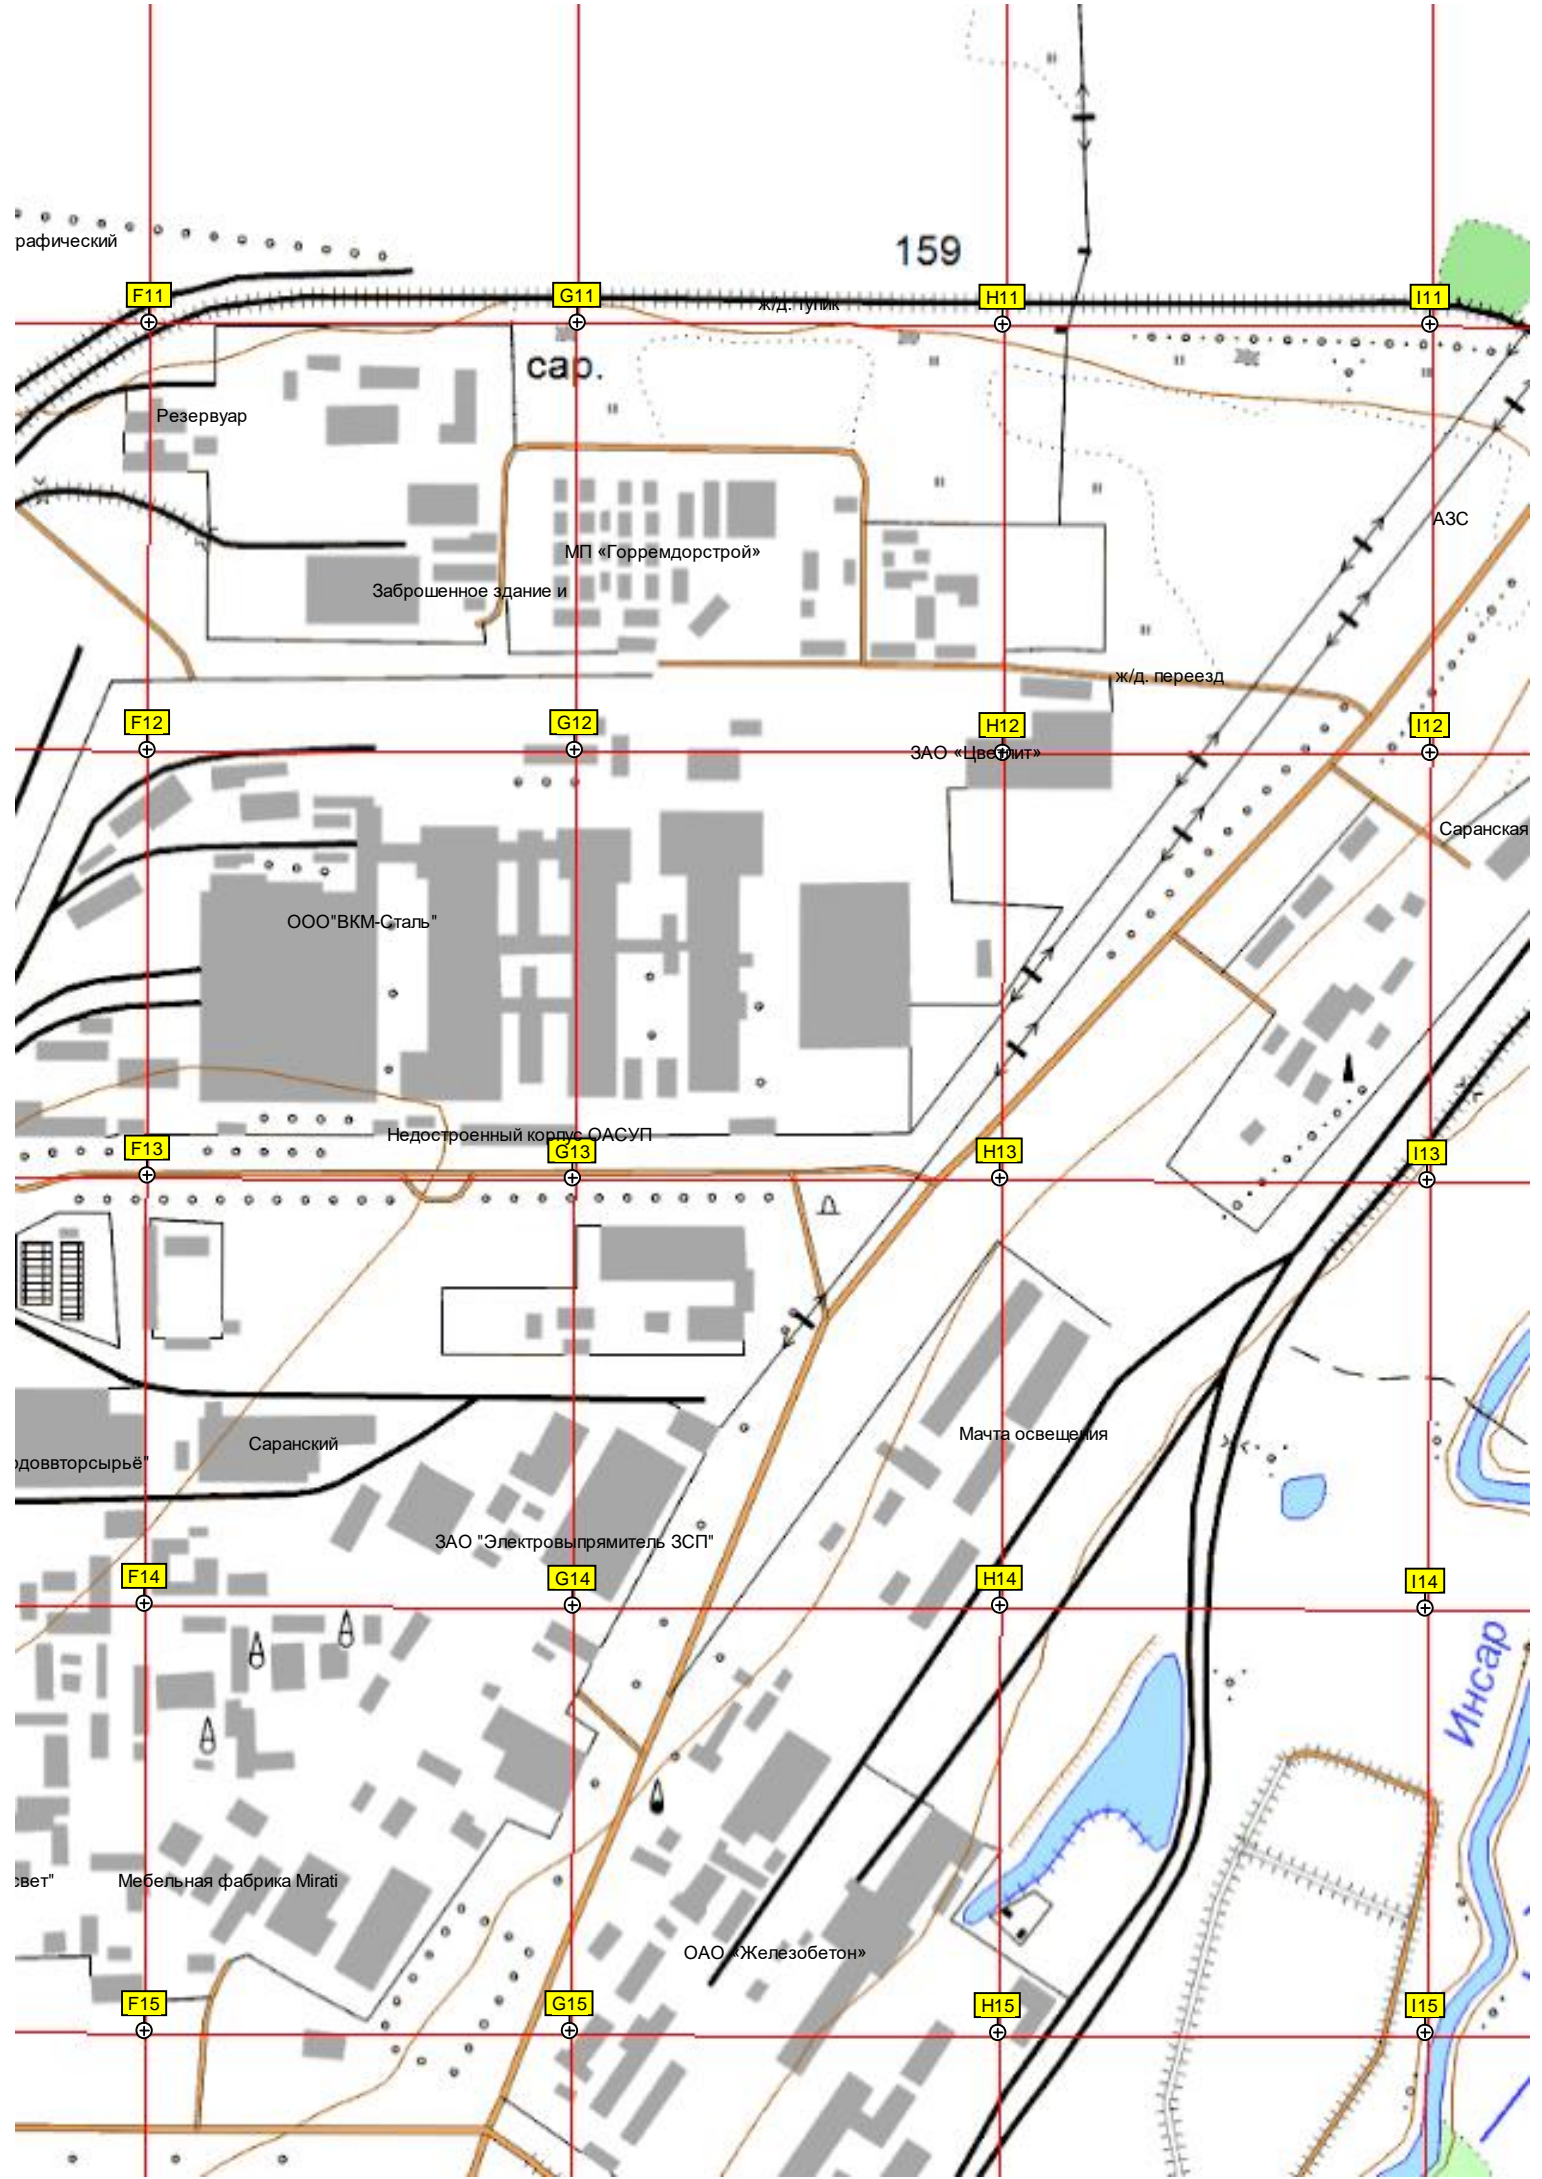 159
рафический
F11
G11
H11
I11
ж/д. тупик
сар.
Резервуар
АЗС
МП «Горремдорстрой»
Заброшенное здание и
ж/д. переезд
F12
G12
H12
I12
ЗАО «Цветлит»
Саранская
ООО"ВКМ-Сталь"
Недостроенный корпус ОАСУП
F13
G13
H13
I13
Мачта освещения
Саранский
одоввторсырьё"
ЗАО "Электровыпрямитель ЗСП"
F14
G14
H14
I14
Инсар
свет"
Мебельная фабрика Mirati
ОАО «Железобетон»
F15
G15
H15
I15